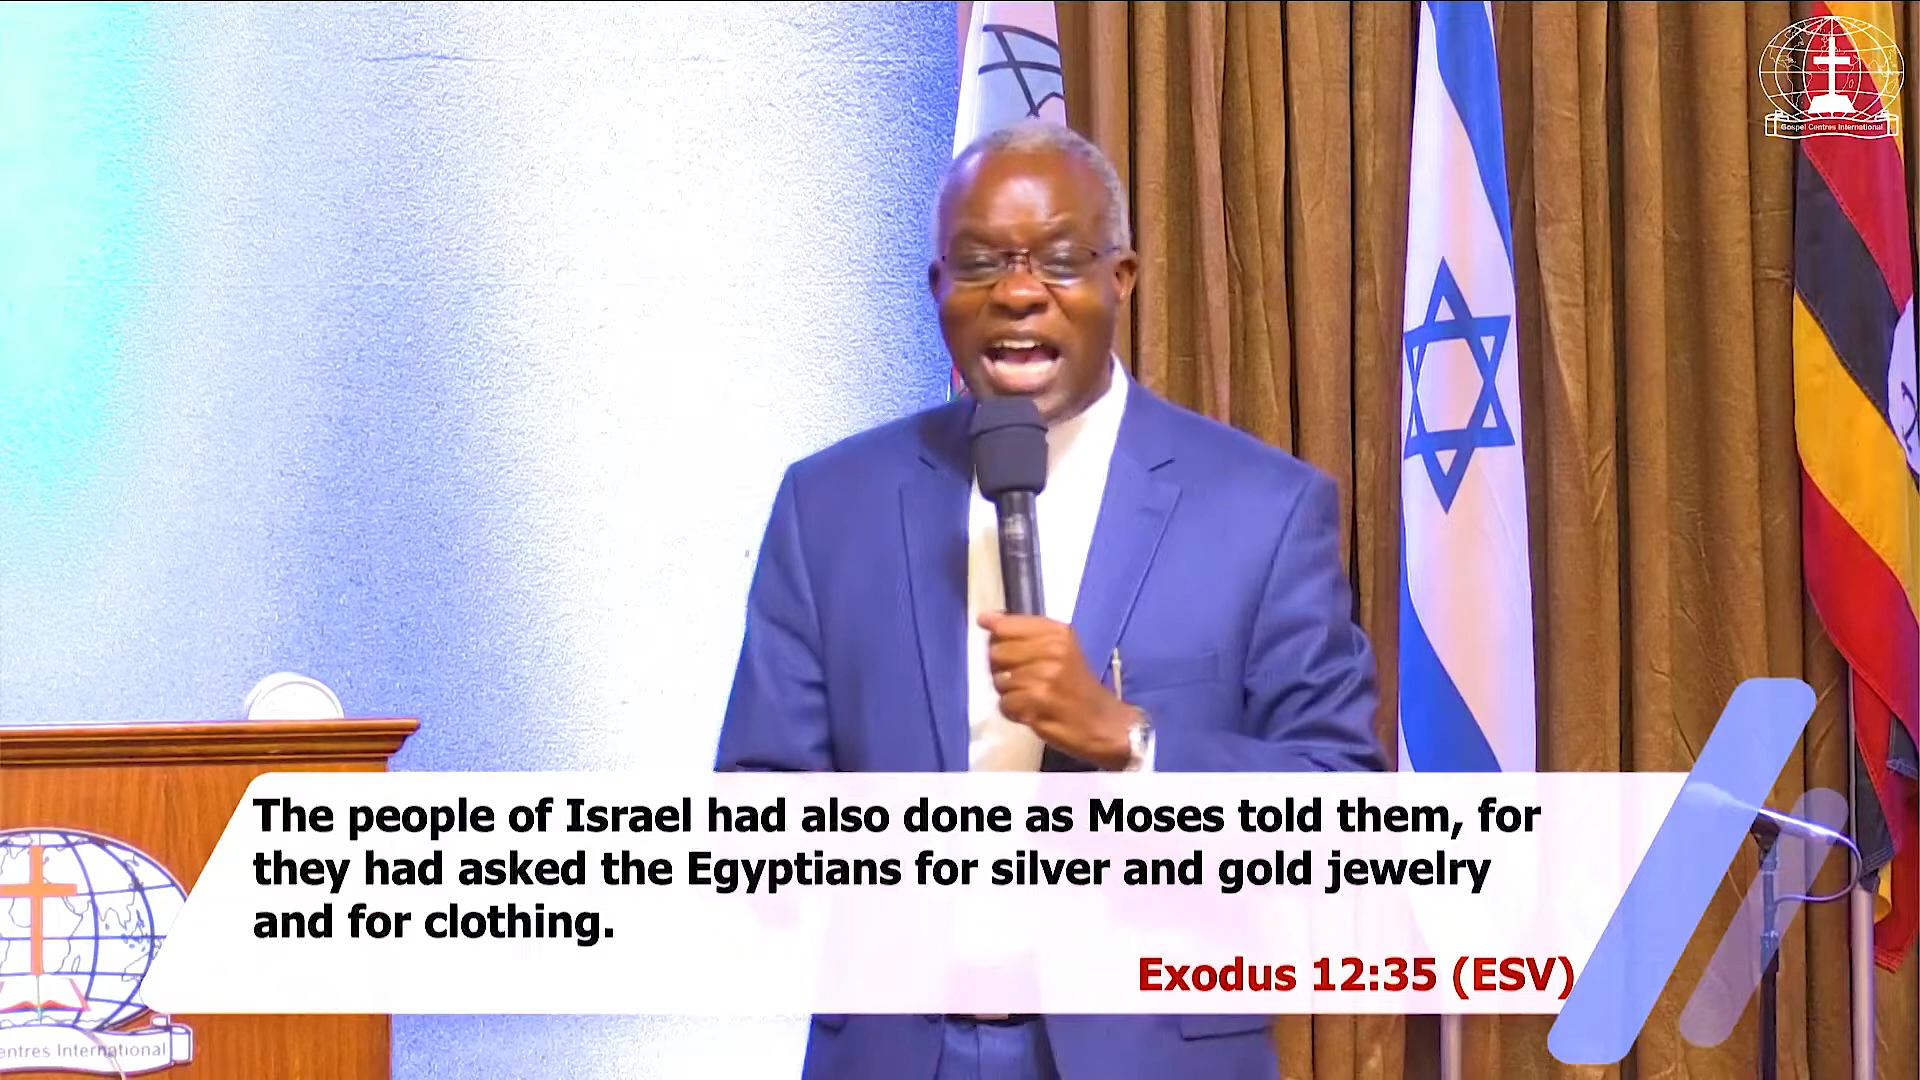 Gospel Centres International
The people of Israel had also done as Moses told them, for
they had asked the Egyptians for silver and gold jewelry
and for clothing.
Exodus 12:35 (ESV)
entres International